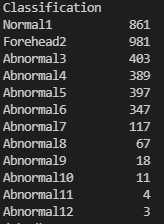 Classification
Normal1 861
Forehead2 981
Abnormal3 403
Abnormal4 389
Abnormal5 397
Abnormal6 347
Abnormal7 117
Abnormal8 67
Abnormal9 18
Abnormal10 11
Abnormal11 4
Abnormal12 3